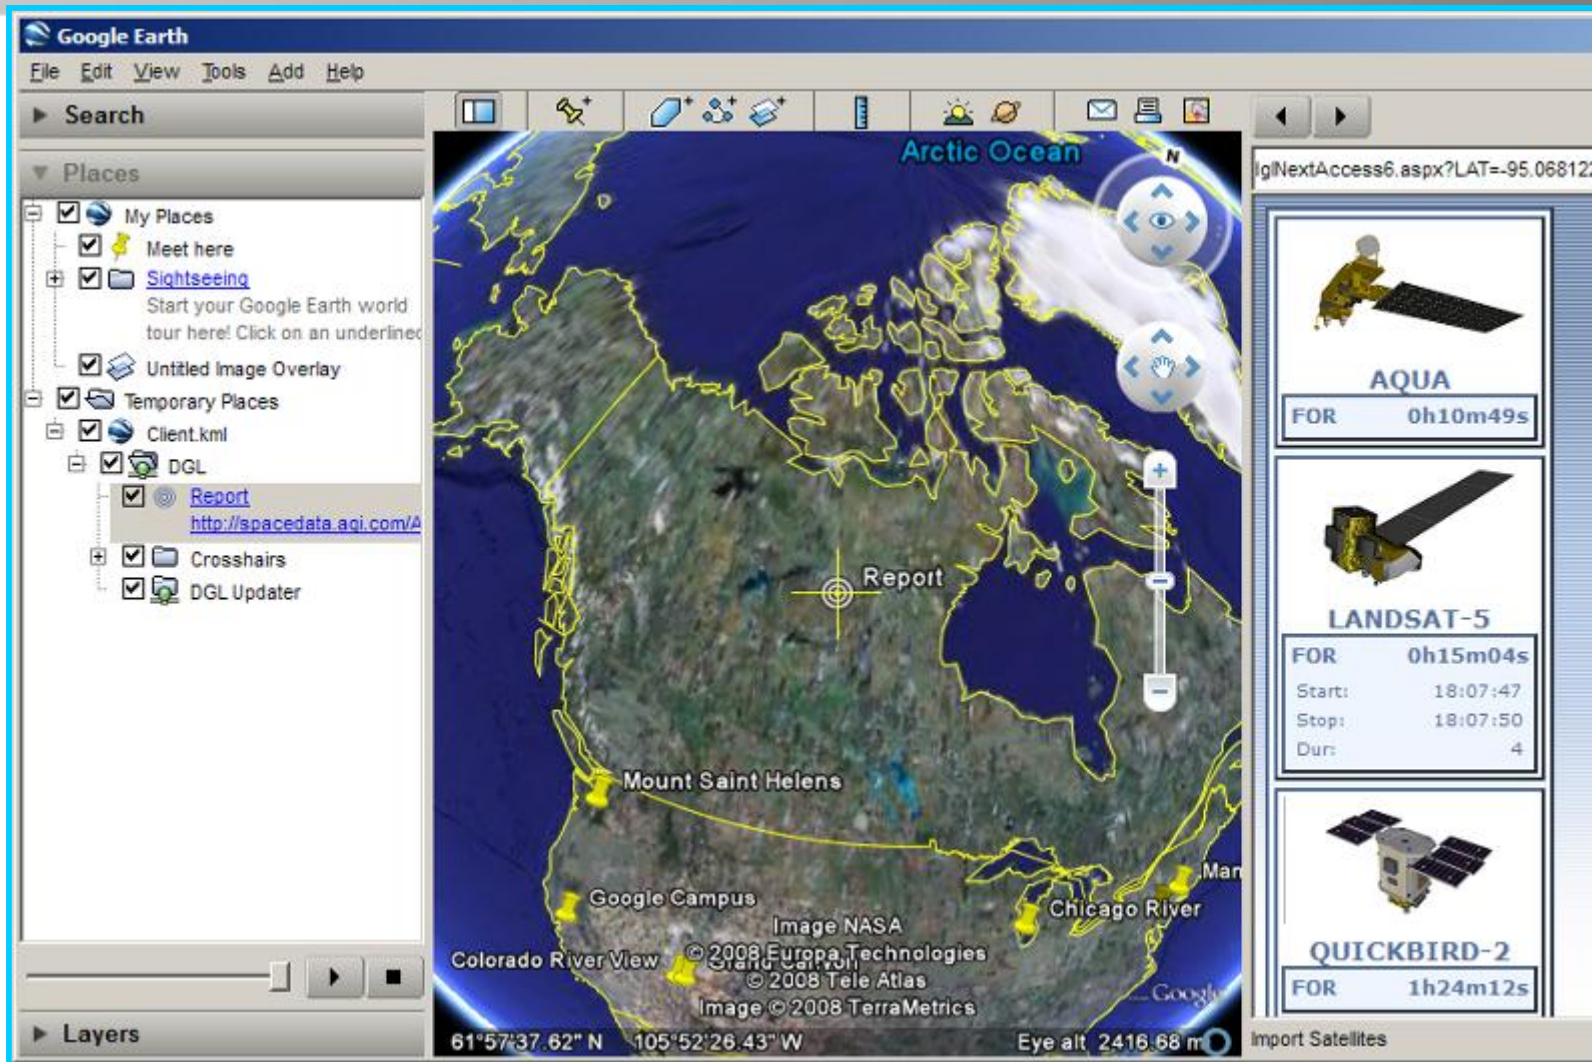 Google Earth
File Edit View Tools Add Help
Search
Places
My Places
Meet here
Sightseeing
Start your Google Earth world
tour here! Click on an underlined
Untitled Image Overlay
Temporary Places
Client.kml
DGL
Report
http://spacedata.agi.com/A
Crosshairs
DGL Updater
Layers
Arctic Ocean
N
Report
Mount Saint Helens
Google Campus
Man
Chicago River
Colorado River View
Grand Canyon
Image NASA
© 2008 Europa Technologies
© 2008 Tele Atlas
Image © 2008 TerraMetrics
Google
61°57'37.62" N 105°52'26.43" W
Eye alt 2416.68 m
lglNextAccess6.aspx?LAT=-95.068122
AQUA
FOR 0h10m49s
LANDSAT-5
FOR 0h15m04s
Start: 18:07:47
Stop: 18:07:50
Dur: 4
QUICKBIRD-2
FOR 1h24m12s
Import Satellites